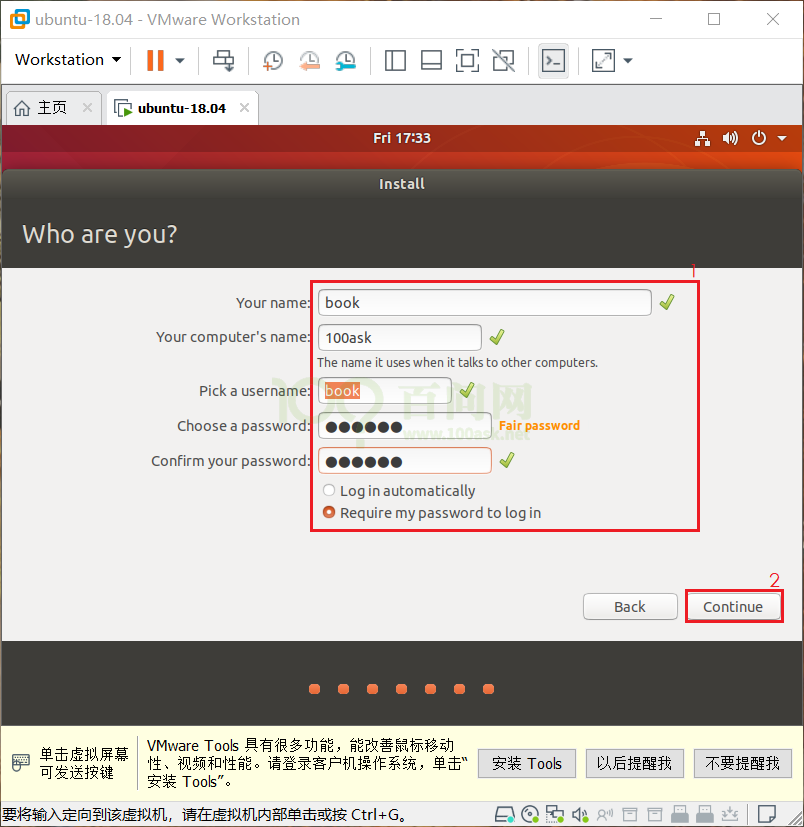 ubuntu-18.04 - VMware Workstation
Workstation
主页
ubuntu-18.04
Fri 17:33
Install
Who are you?
1
Your name:
book
Your computer's name:
100ask
The name it uses when it talks to other computers.
Pick a username:
book
100 百问网
www.100ask.net
Choose a password:
●●●●●●
Fair password
Confirm your password:
●●●●●●
Log in automatically
Require my password to log in
2
Back
Continue
单击虚拟屏幕
可发送按键
VMware Tools 具有很多功能，能改善鼠标移动
性、视频和性能。请登录客户机操作系统，单击“
安装 Tools”。
安装 Tools
以后提醒我
不要提醒我
要将输入定向到该虚拟机，请在虚拟机内部单击或按 Ctrl+G。